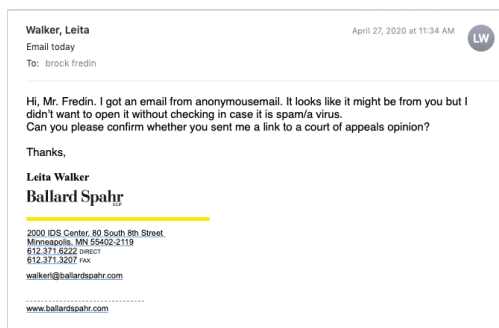 Walker, Leita
April 27, 2020 at 11:34 AM
LW
Email today
To: brock fredin
Hi, Mr. Fredin. I got an email from anonymousemail. It looks like it might be from you but I
didn't want to open it without checking in case it is spam/a virus.
Can you please confirm whether you sent me a link to a court of appeals opinion?
Thanks,
Leita Walker
Ballard Spahr
LLP
2000 IDS Center, 80 South 8th Street
Minneapolis, MN 55402-2119
612.371.6222 DIRECT
612.371.3207 FAX
walkerl@ballardspahr.com
---------------------------
www.ballardspahr.com